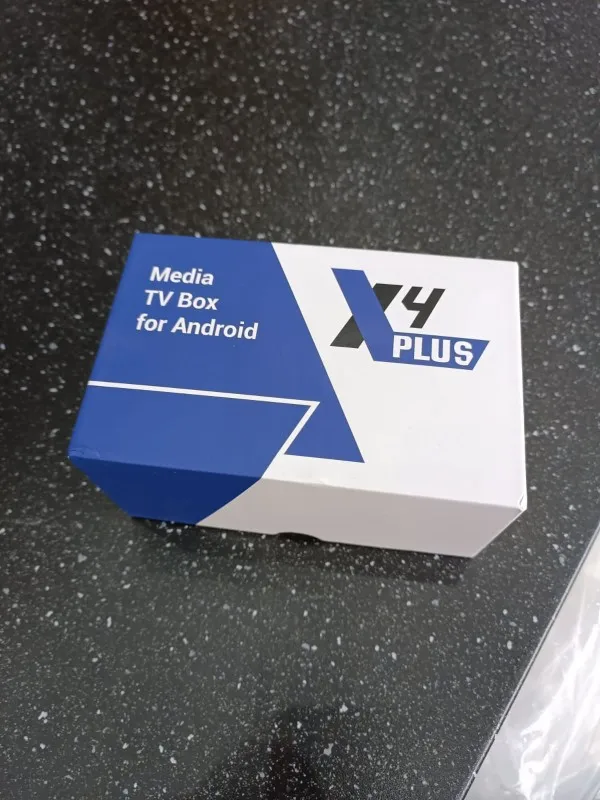 Media
TV Box
for Android
X4
PLUS